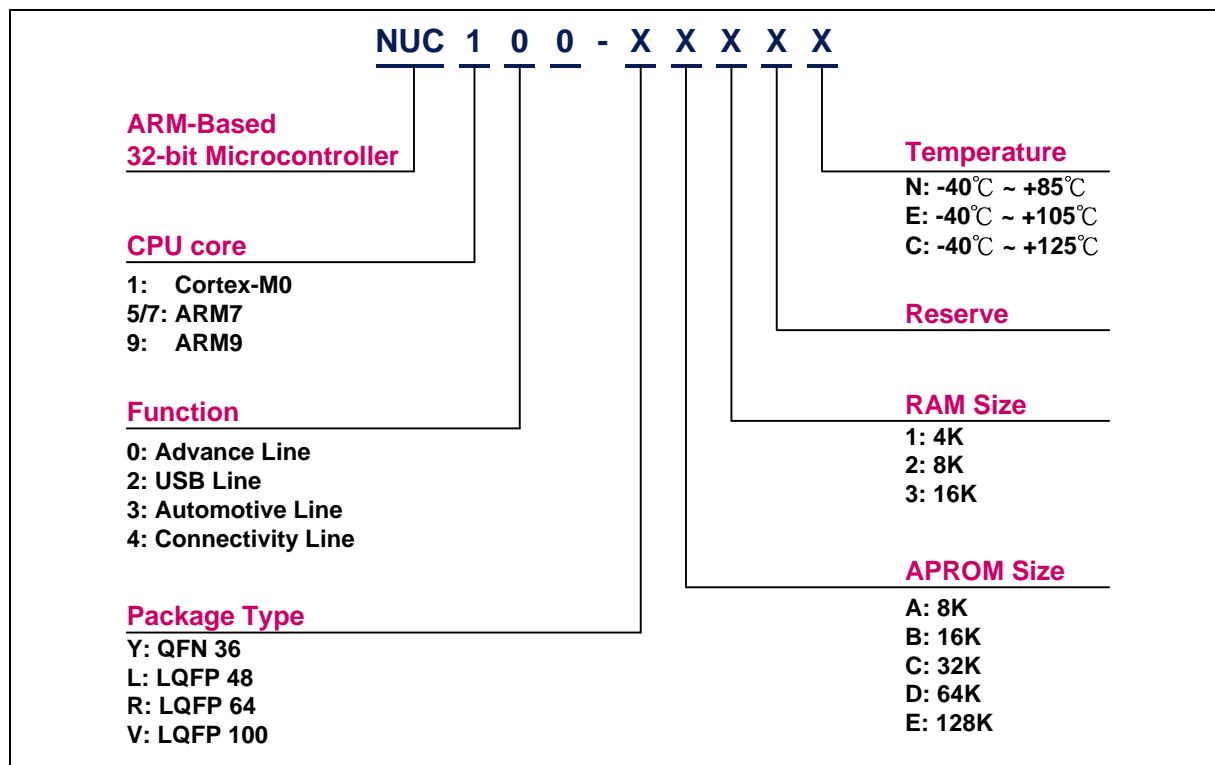 NUC 1 0 0 - X X X X X
ARM-Based
32-bit Microcontroller
CPU core
1: Cortex-M0
5/7: ARM7
9: ARM9
Function
0: Advance Line
2: USB Line
3: Automotive Line
4: Connectivity Line
Package Type
Y: QFN 36
L: LQFP 48
R: LQFP 64
V: LQFP 100
Temperature
N: -40℃ ~ +85℃
E: -40℃ ~ +105℃
C: -40℃ ~ +125℃
Reserve
RAM Size
1: 4K
2: 8K
3: 16K
APROM Size
A: 8K
B: 16K
C: 32K
D: 64K
E: 128K